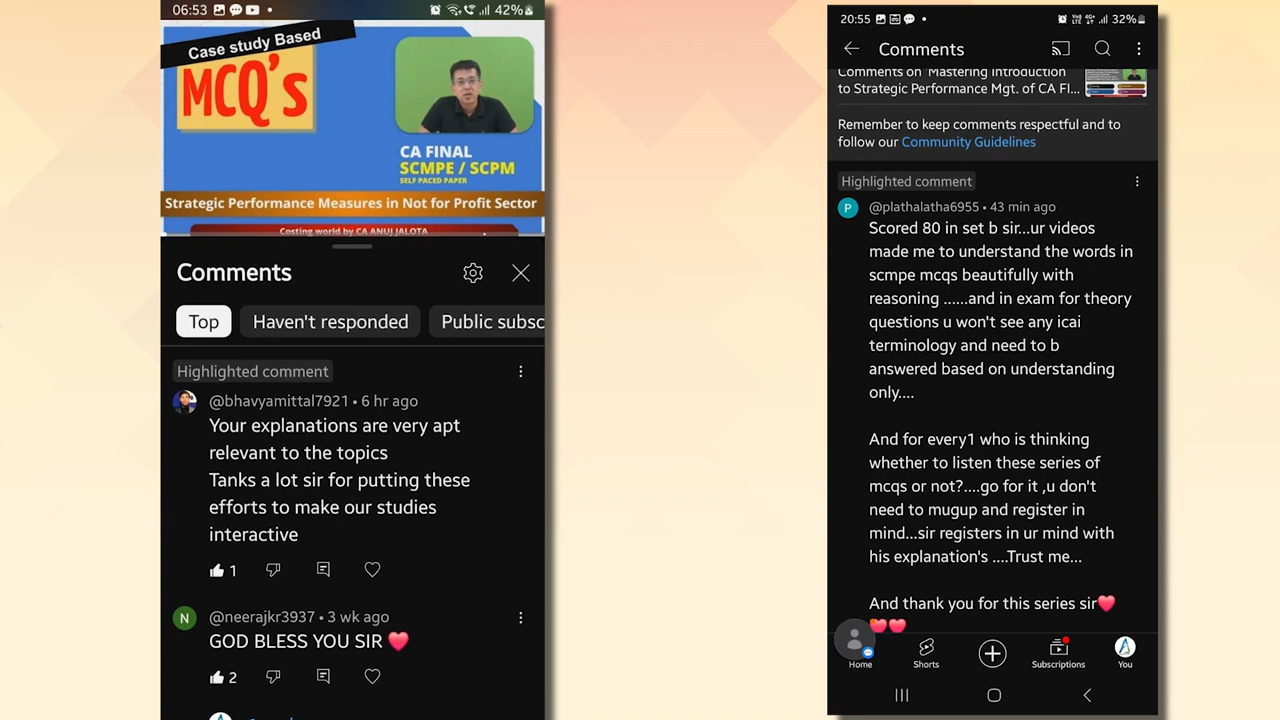 06:53
42%
Case study Based
MCQ's
CA FINAL
SCMPE / SCPM
SELF PACED PAPER
Strategic Performance Measures in Not for Profit Sector
Costing world by CA ANUJ JALOTA
Comments
Top
Haven't responded
Public subsc
Highlighted comment
@bhavyamittal7921 • 6 hr ago
Your explanations are very apt
relevant to the topics
Tanks a lot sir for putting these
efforts to make our studies
interactive
1
N
@neerajkr3937 • 3 wk ago
GOD BLESS YOU SIR ❤️
2
20:55
32%
Comments
Comments on 'Mastering Introduction
to Strategic Performance Mgt. of CA FI...
Remember to keep comments respectful and to
follow our Community Guidelines
Highlighted comment
P
@plathalatha6955 • 43 min ago
Scored 80 in set b sir...ur videos
made me to understand the words in
scmpe mcqs beautifully with
reasoning ......and in exam for theory
questions u won't see any icai
terminology and need to b
answered based on understanding
only....
And for every1 who is thinking
whether to listen these series of
mcqs or not?....go for it ,u don't
need to mugup and register in
mind...sir registers in ur mind with
his explanation's ....Trust me...
And thank you for this series sir❤️
❤️❤️
Home
Shorts
Subscriptions
You